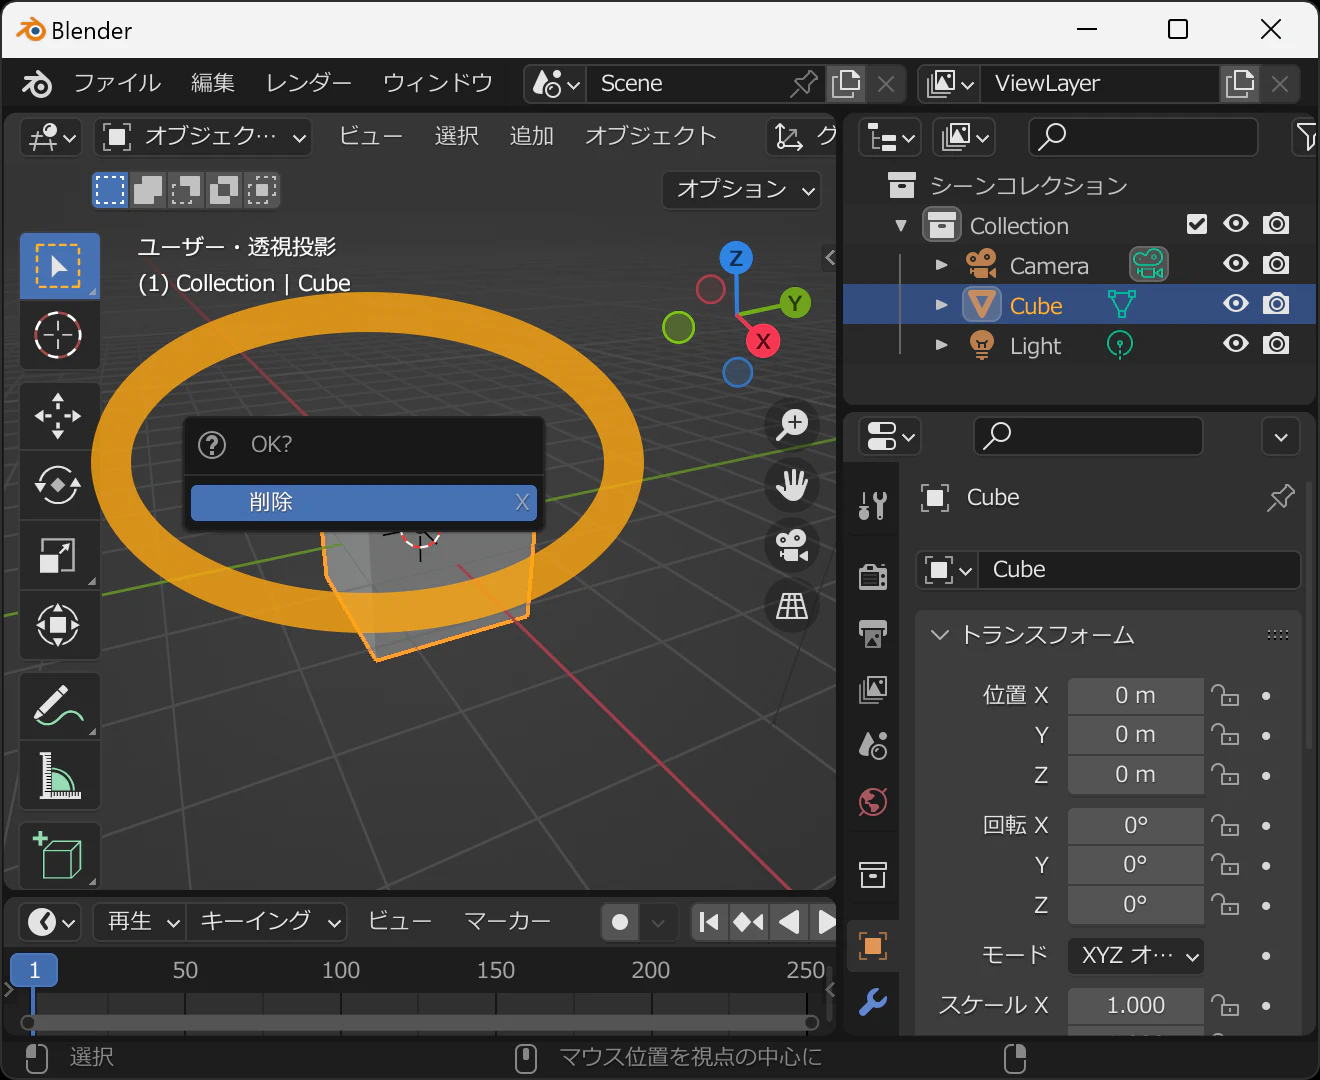 Blender
ファイル 編集 レンダー ウィンドウ Scene ViewLayer
オブジェク… ビュー 選択 追加 オブジェクト グ
オプション
ユーザー・透視投影
(1) Collection | Cube
Z
Y
X
OK?
削除 X
シーンコレクション
Collection
Camera
Cube
Light
Cube
Cube
トランスフォーム
位置 X 0 m
Y 0 m
Z 0 m
回転 X 0°
Y 0°
Z 0°
モード XYZ オ…
スケール X 1.000
再生 キーイング ビュー マーカー
1 50 100 150 200 250
選択 マウス位置を視点の中心に